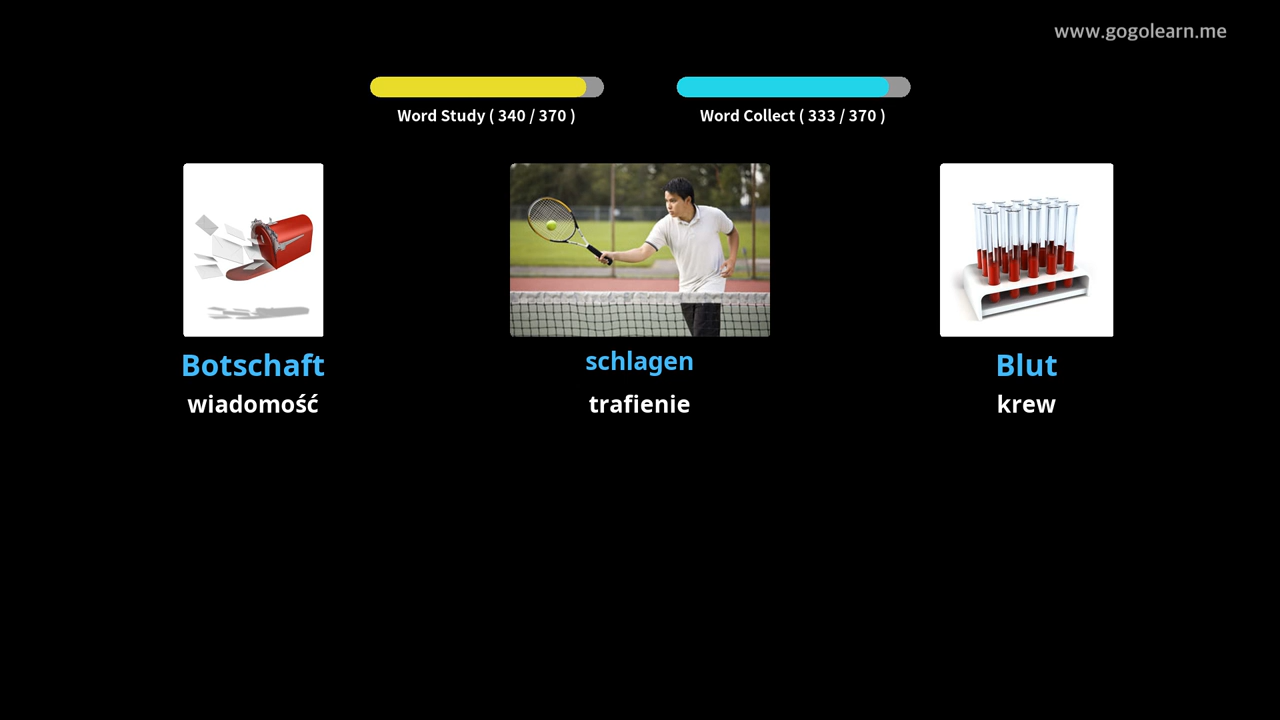 www.gogolearn.me
Word Study ( 340 / 370 )
Word Collect ( 333 / 370 )
Botschaft
wiadomość
schlagen
trafienie
Blut
krew